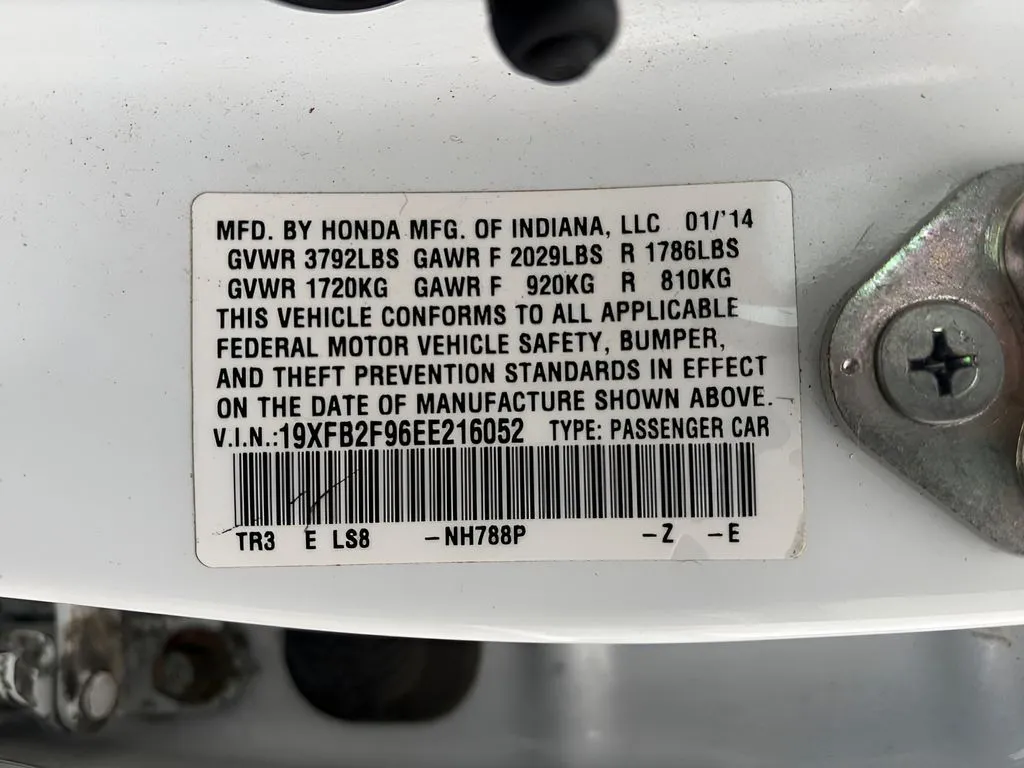 MFD. BY HONDA MFG. OF INDIANA, LLC 01/'14
GVWR 3792LBS GAWR F 2029LBS R 1786LBS
GVWR 1720KG GAWR F 920KG R 810KG
THIS VEHICLE CONFORMS TO ALL APPLICABLE
FEDERAL MOTOR VEHICLE SAFETY, BUMPER,
AND THEFT PREVENTION STANDARDS IN EFFECT
ON THE DATE OF MANUFACTURE SHOWN ABOVE.
V.I.N.:19XFB2F96EE216052 TYPE: PASSENGER CAR
TR3 E LS8 -NH788P -Z -E